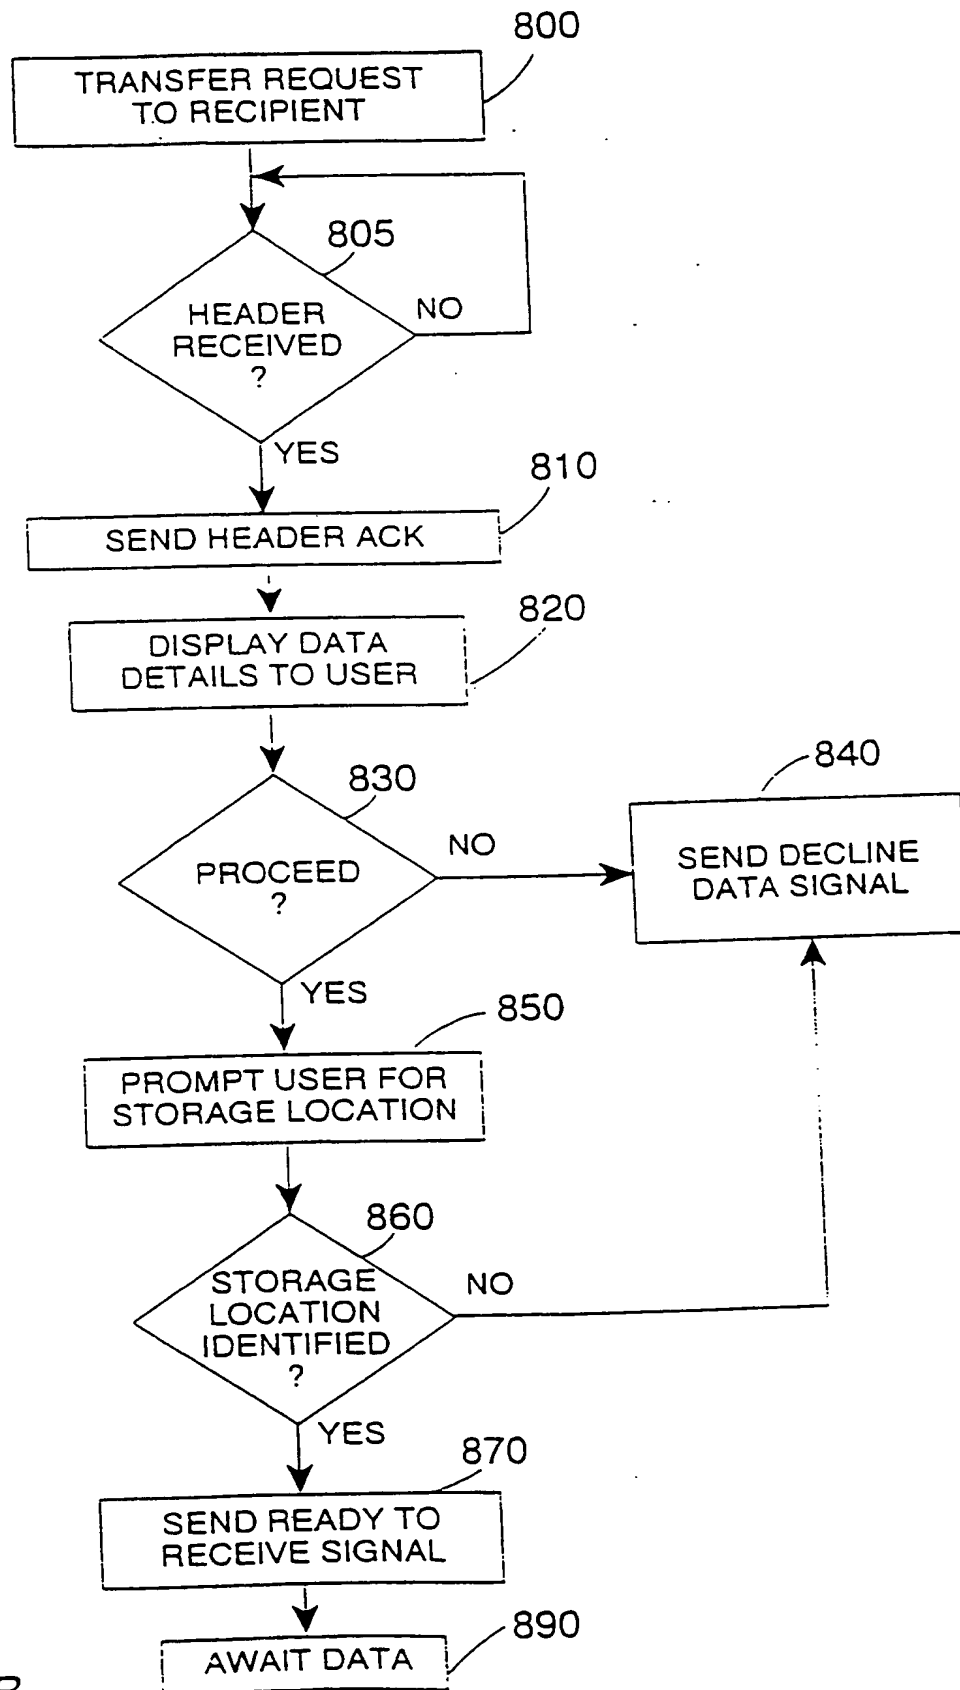 800
TRANSFER REQUEST
TO RECIPIENT
805
HEADER
RECEIVED
?
NO
YES
810
SEND HEADER ACK
820
DISPLAY DATA
DETAILS TO USER
830
PROCEED
?
NO
840
SEND DECLINE
DATA SIGNAL
YES
850
PROMPT USER FOR
STORAGE LOCATION
860
STORAGE
LOCATION
IDENTIFIED
?
NO
YES
870
SEND READY TO
RECEIVE SIGNAL
890
AWAIT DATA